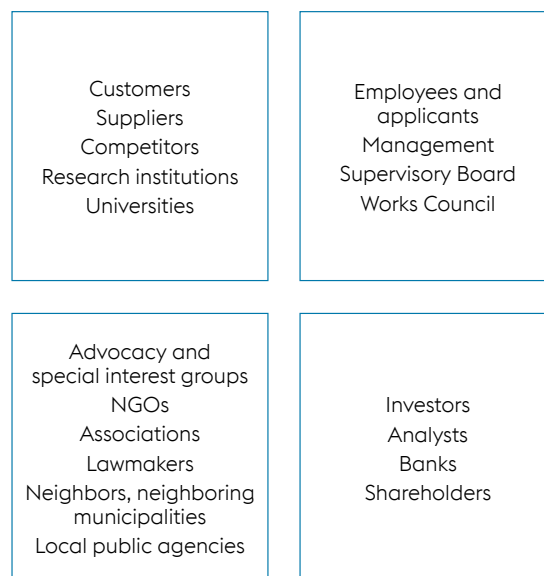 Customers
Suppliers
Competitors
Research institutions
Universities
Employees and
applicants
Management
Supervisory Board
Works Council
Advocacy and
special interest groups
NGOs
Associations
Lawmakers
Neighbors, neighboring
municipalities
Local public agencies
Investors
Analysts
Banks
Shareholders